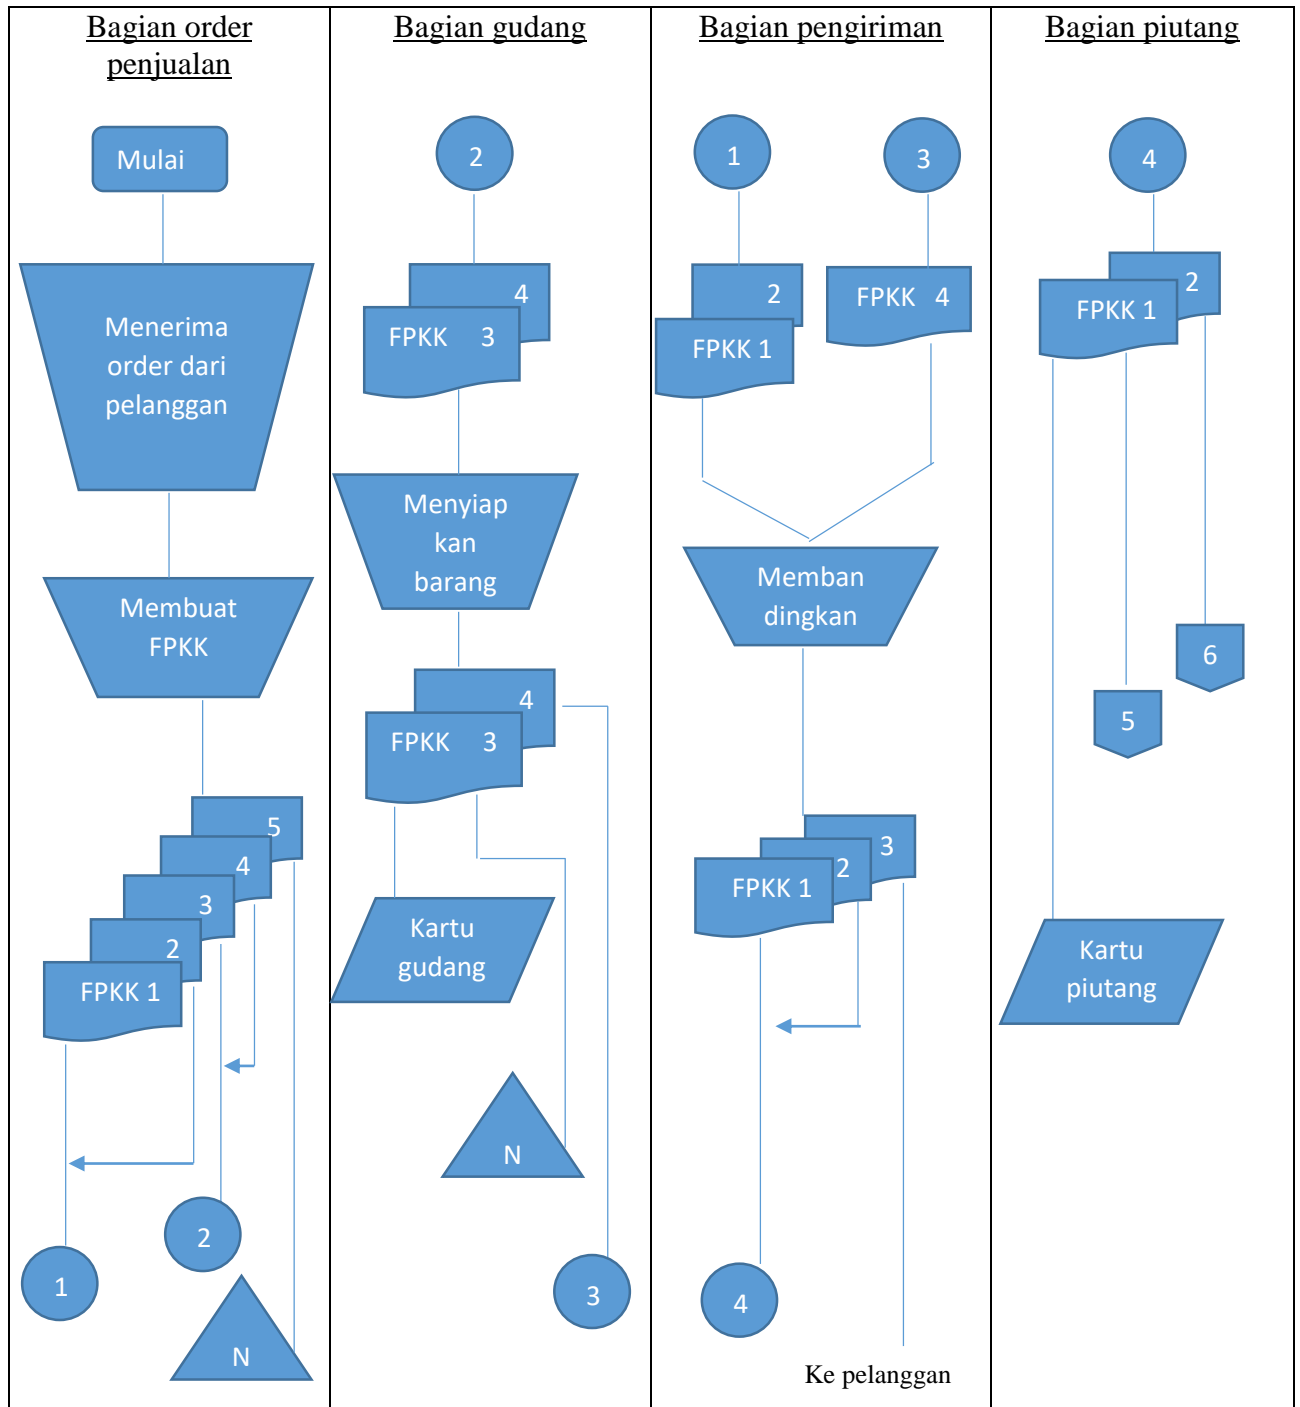 Bagian order
penjualan
Mulai
Menerima
order dari
pelanggan
Membuat
FPKK
5
4
3
2
FPKK 1
1
2
N
Bagian gudang
2
4
FPKK 3
Menyiap
kan
barang
4
FPKK 3
Kartu
gudang
N
3
Bagian pengiriman
1
3
2
FPKK 1
FPKK 4
Memban
dingkan
3
2
FPKK 1
4
Ke pelanggan
Bagian piutang
4
2
FPKK 1
6
5
Kartu
piutang